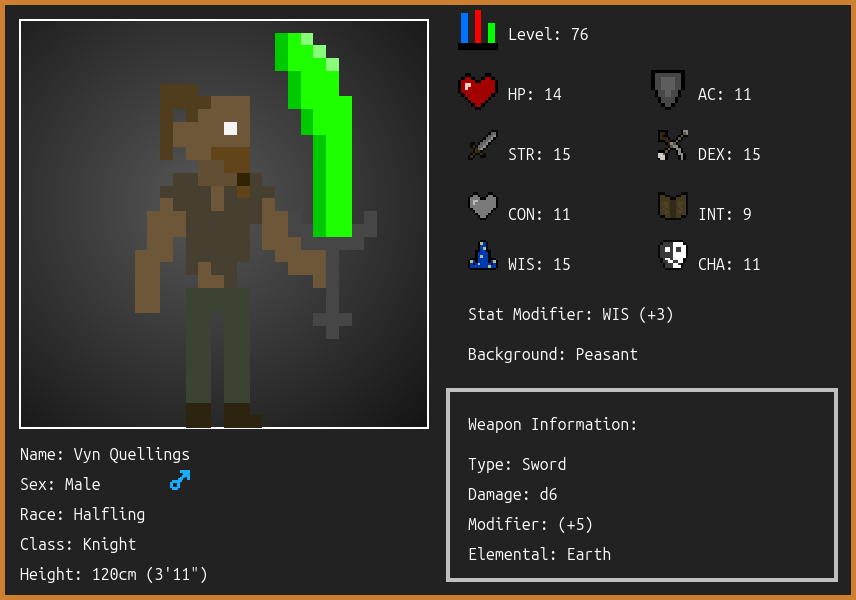 Level: 76
HP: 14
AC: 11
STR: 15
DEX: 15
CON: 11
INT: 9
WIS: 15
CHA: 11
Stat Modifier: WIS (+3)
Background: Peasant
Name: Vyn Quellings
Sex: Male
Race: Halfling
Class: Knight
Height: 120cm (3'11")
Weapon Information:
Type: Sword
Damage: d6
Modifier: (+5)
Elemental: Earth